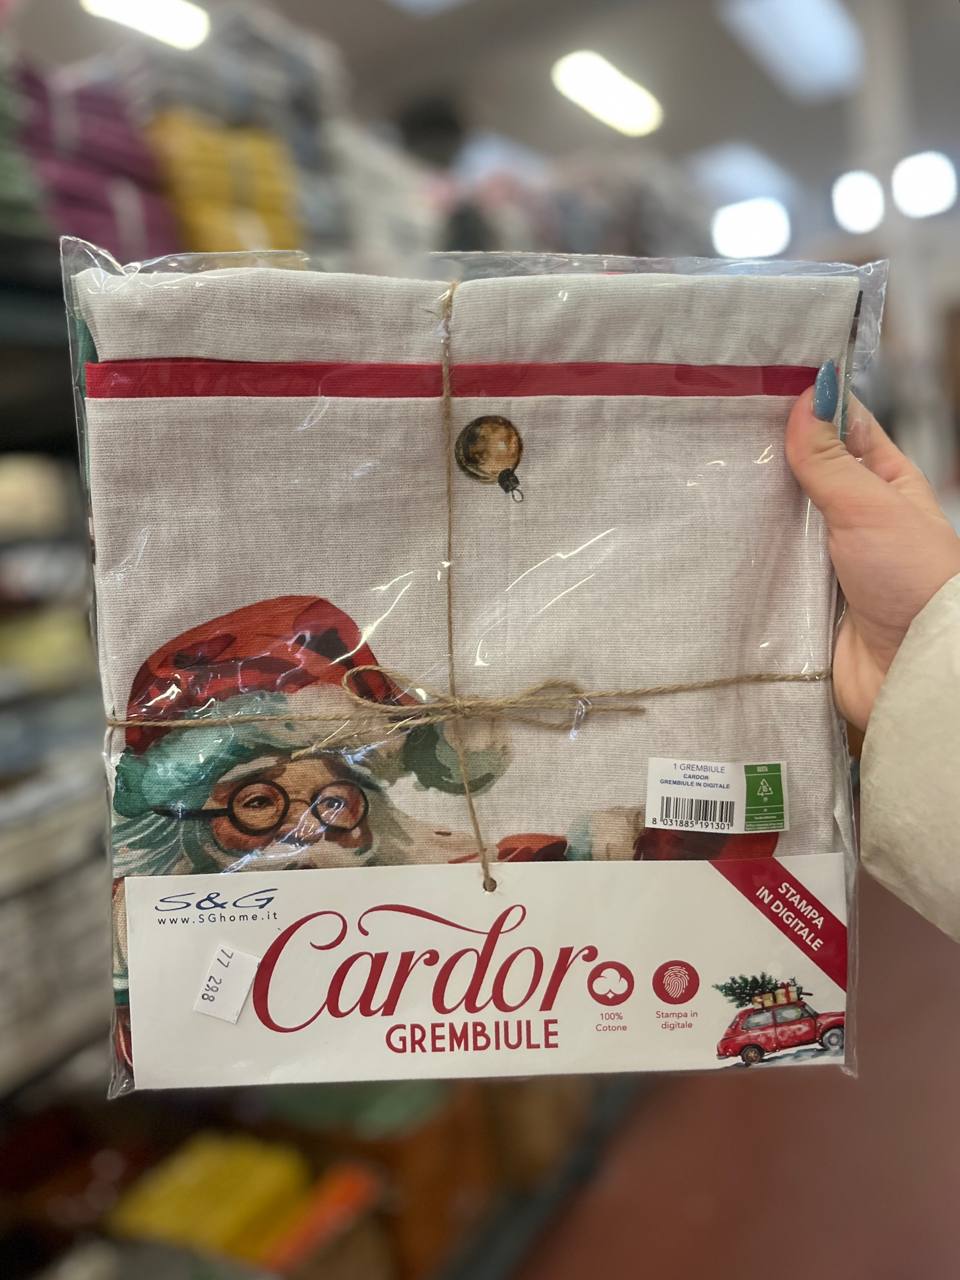 1 GREMBIULE
CARDOR
GREMBIULE IN DIGITALE
8 031885 191301
S&G
www.SGhome.it
STAMPA
IN DIGITALE
77 298
Cardor
GREMBIULE
100%
Cotone
Stampa in
digitale